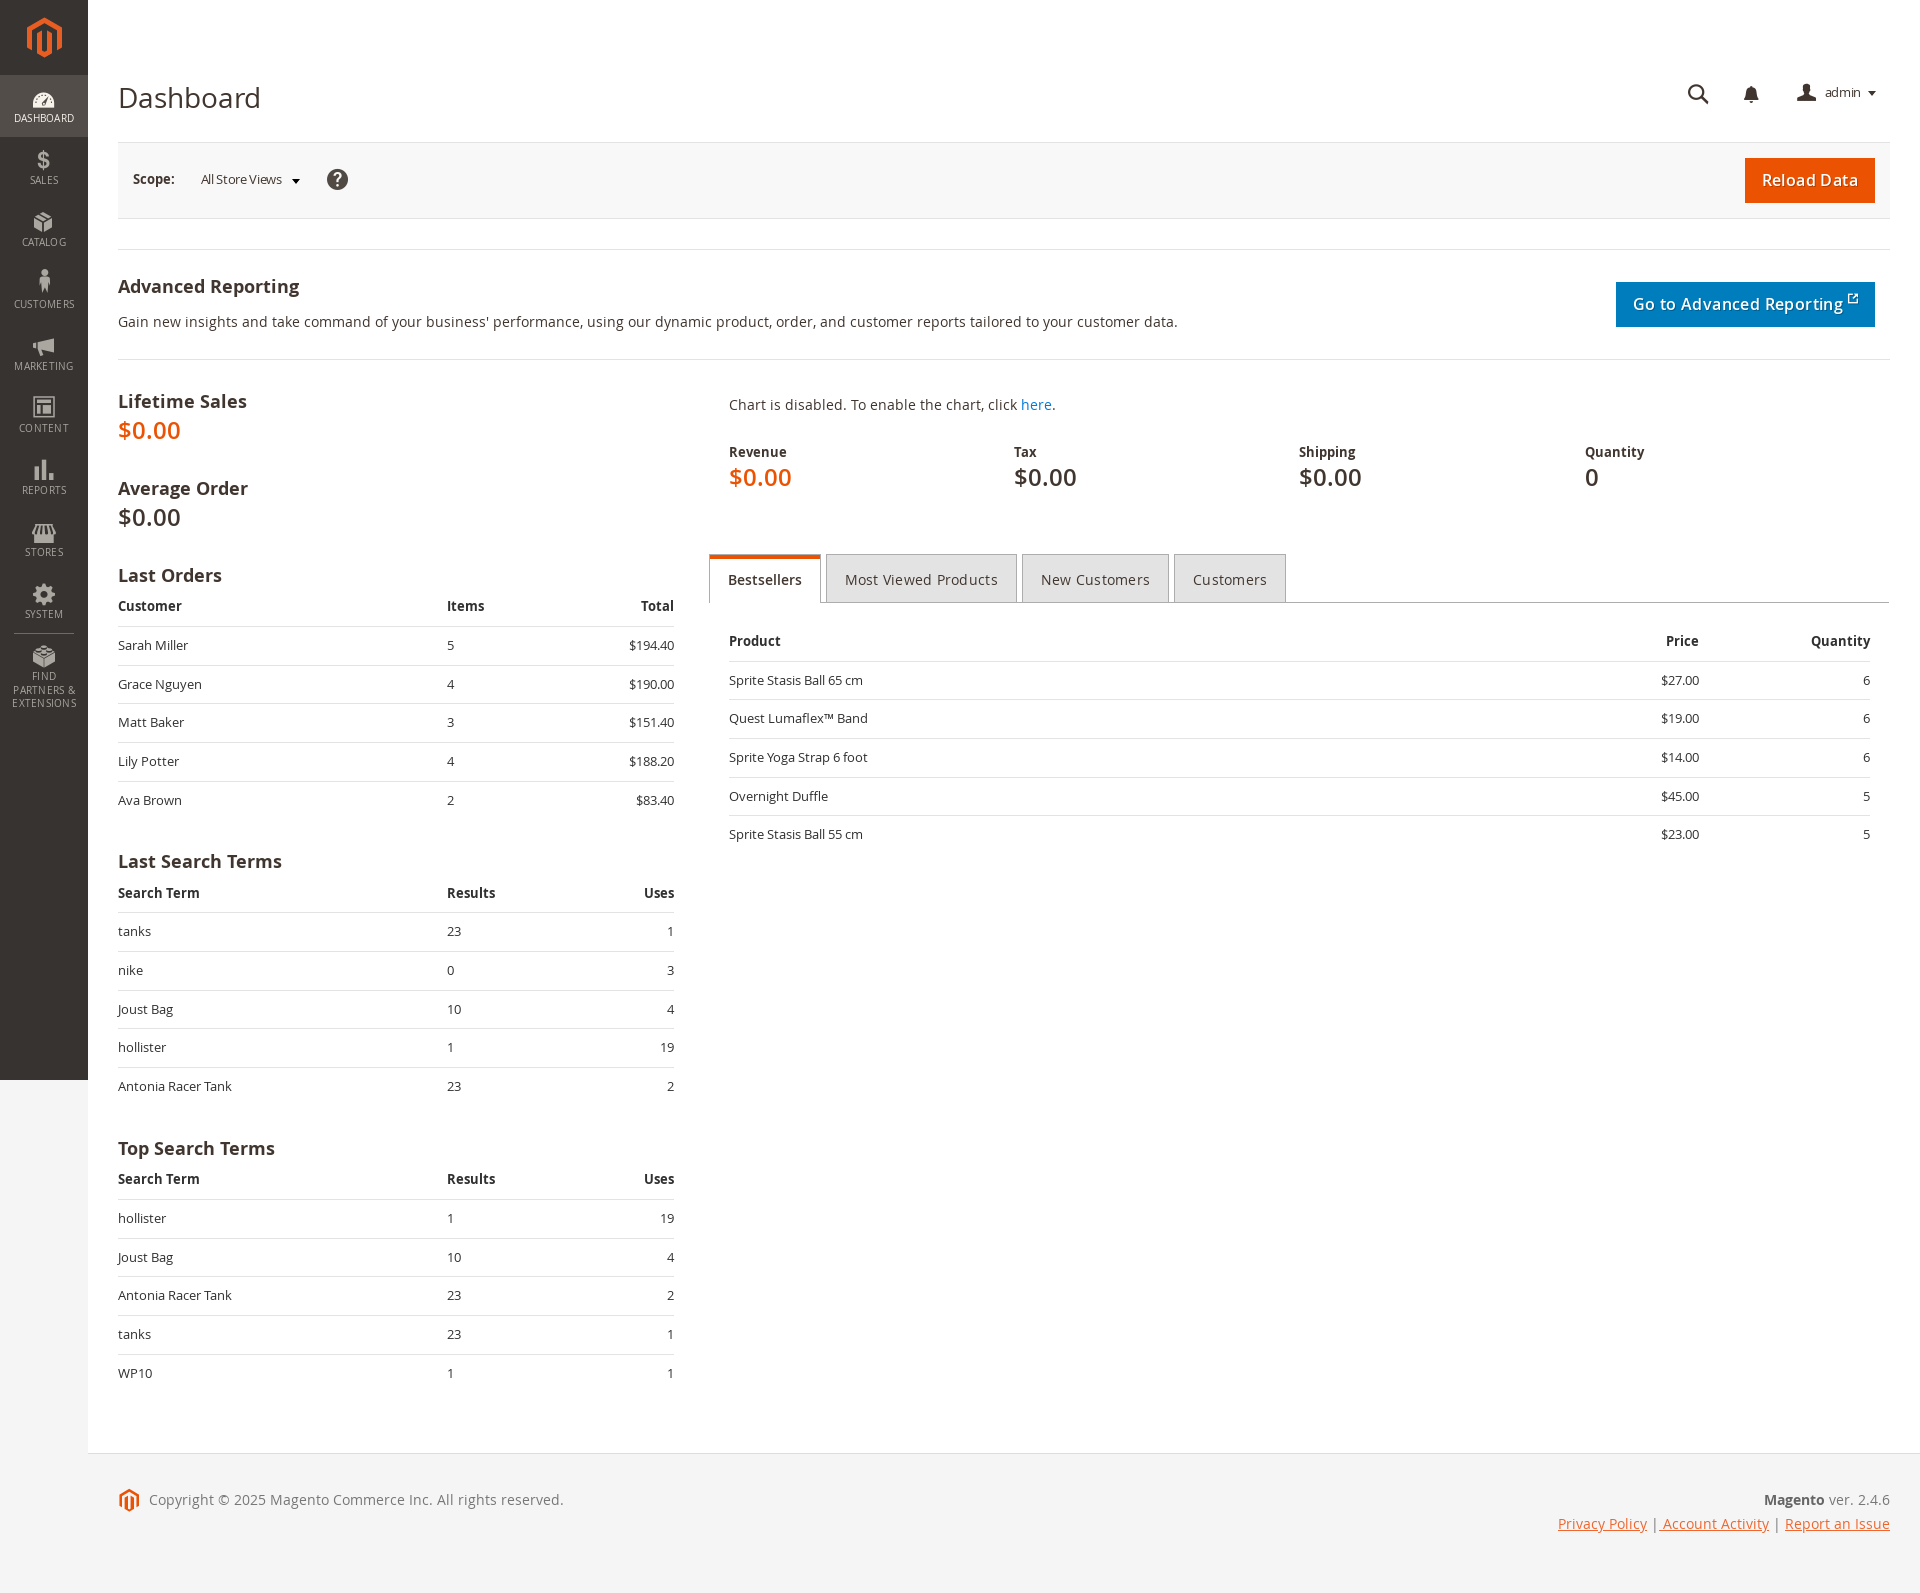 DASHBOARD
SALES
CATALOG
CUSTOMERS
MARKETING
CONTENT
REPORTS
STORES
SYSTEM
FIND
PARTNERS &
EXTENSIONS
Dashboard
admin
Scope: All Store Views ?
Reload Data
Advanced Reporting
Gain new insights and take command of your business' performance, using our dynamic product, order, and customer reports tailored to your customer data.
Go to Advanced Reporting
Lifetime Sales
$0.00
Average Order
$0.00
Last Orders
Customer Items Total
Sarah Miller 5 $194.40
Grace Nguyen 4 $190.00
Matt Baker 3 $151.40
Lily Potter 4 $188.20
Ava Brown 2 $83.40
Last Search Terms
Search Term Results Uses
tanks 23 1
nike 0 3
Joust Bag 10 4
hollister 1 19
Antonia Racer Tank 23 2
Top Search Terms
Search Term Results Uses
hollister 1 19
Joust Bag 10 4
Antonia Racer Tank 23 2
tanks 23 1
WP10 1 1
Chart is disabled. To enable the chart, click here.
Revenue Tax Shipping Quantity
$0.00 $0.00 $0.00 0
Bestsellers Most Viewed Products New Customers Customers
Product Price Quantity
Sprite Stasis Ball 65 cm $27.00 6
Quest Lumaflex™ Band $19.00 6
Sprite Yoga Strap 6 foot $14.00 6
Overnight Duffle $45.00 5
Sprite Stasis Ball 55 cm $23.00 5
Copyright © 2025 Magento Commerce Inc. All rights reserved.
Magento ver. 2.4.6
Privacy Policy | Account Activity | Report an Issue